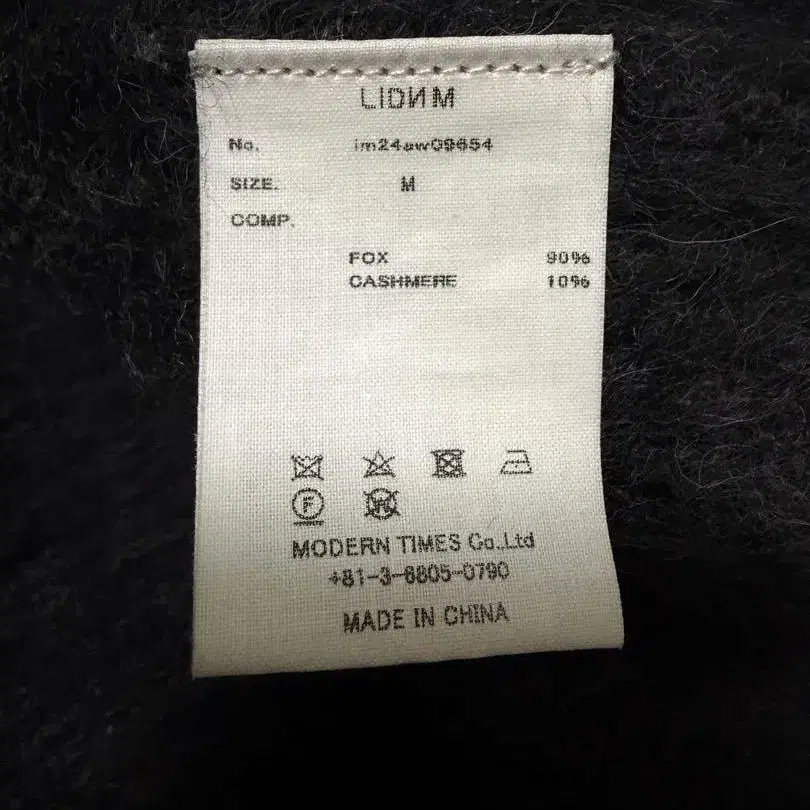 LIDИM
No. im24aw09654
SIZE. M
COMP.
FOX 90%
CASHMERE 10%
F
W
MODERN TIMES Co.,Ltd
+81-3-6805-0790
MADE IN CHINA